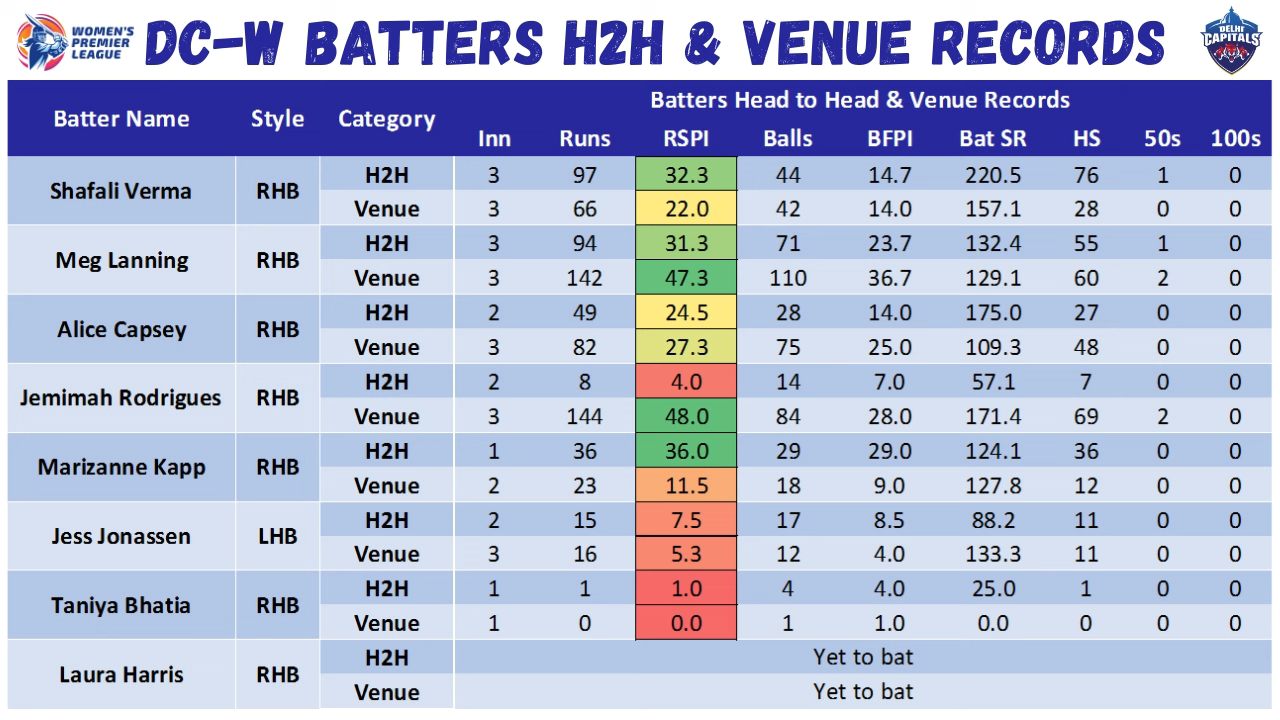 WOMEN'S
PREMIER
LEAGUE
DC-W BATTERS H2H & VENUE RECORDS
DELHI
CAPITALS
Batter Name Style Category Batters Head to Head & Venue Records
Inn Runs RSPI Balls BFPI Bat SR HS 50s 100s
Shafali Verma RHB H2H 3 97 32.3 44 14.7 220.5 76 1 0
Venue 3 66 22.0 42 14.0 157.1 28 0 0
Meg Lanning RHB H2H 3 94 31.3 71 23.7 132.4 55 1 0
Venue 3 142 47.3 110 36.7 129.1 60 2 0
Alice Capsey RHB H2H 2 49 24.5 28 14.0 175.0 27 0 0
Venue 3 82 27.3 75 25.0 109.3 48 0 0
Jemimah Rodrigues RHB H2H 2 8 4.0 14 7.0 57.1 7 0 0
Venue 3 144 48.0 84 28.0 171.4 69 2 0
Marizanne Kapp RHB H2H 1 36 36.0 29 29.0 124.1 36 0 0
Venue 2 23 11.5 18 9.0 127.8 12 0 0
Jess Jonassen LHB H2H 2 15 7.5 17 8.5 88.2 11 0 0
Venue 3 16 5.3 12 4.0 133.3 11 0 0
Taniya Bhatia RHB H2H 1 1 1.0 4 4.0 25.0 1 0 0
Venue 1 0 0.0 1 1.0 0.0 0 0 0
Laura Harris RHB H2H Yet to bat
Venue Yet to bat